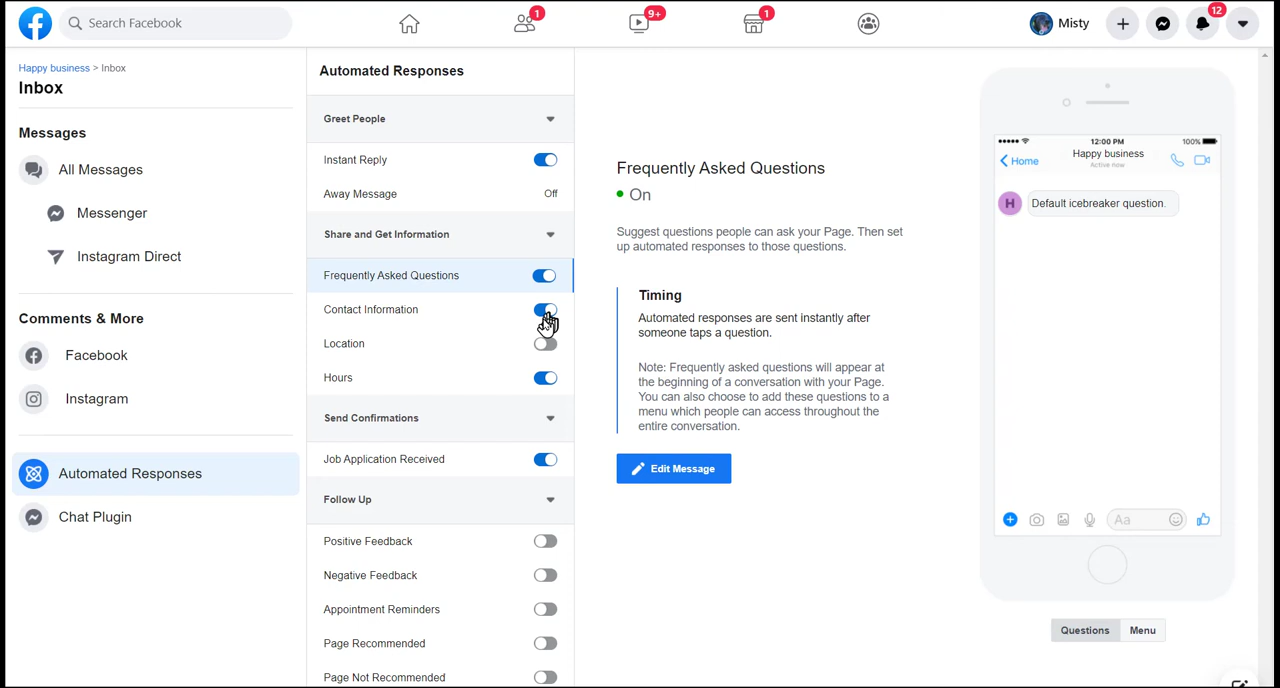 Search Facebook
1
9+
1
Misty
12
Happy business > Inbox
Inbox
Messages
All Messages
Messenger
Instagram Direct
Comments & More
Facebook
Instagram
Automated Responses
Chat Plugin
Automated Responses
Greet People
Instant Reply
Away Message Off
Share and Get Information
Frequently Asked Questions
Contact Information
Location
Hours
Send Confirmations
Job Application Received
Follow Up
Positive Feedback
Negative Feedback
Appointment Reminders
Page Recommended
Page Not Recommended
Frequently Asked Questions
On
Suggest questions people can ask your Page. Then set
up automated responses to those questions.
Timing
Automated responses are sent instantly after
someone taps a question.
Note: Frequently asked questions will appear at
the beginning of a conversation with your Page.
You can also choose to add these questions to a
menu which people can access throughout the
entire conversation.
Edit Message
12:00 PM 100%
Home Happy business
Active now
H Default icebreaker question.
Aa
Questions Menu